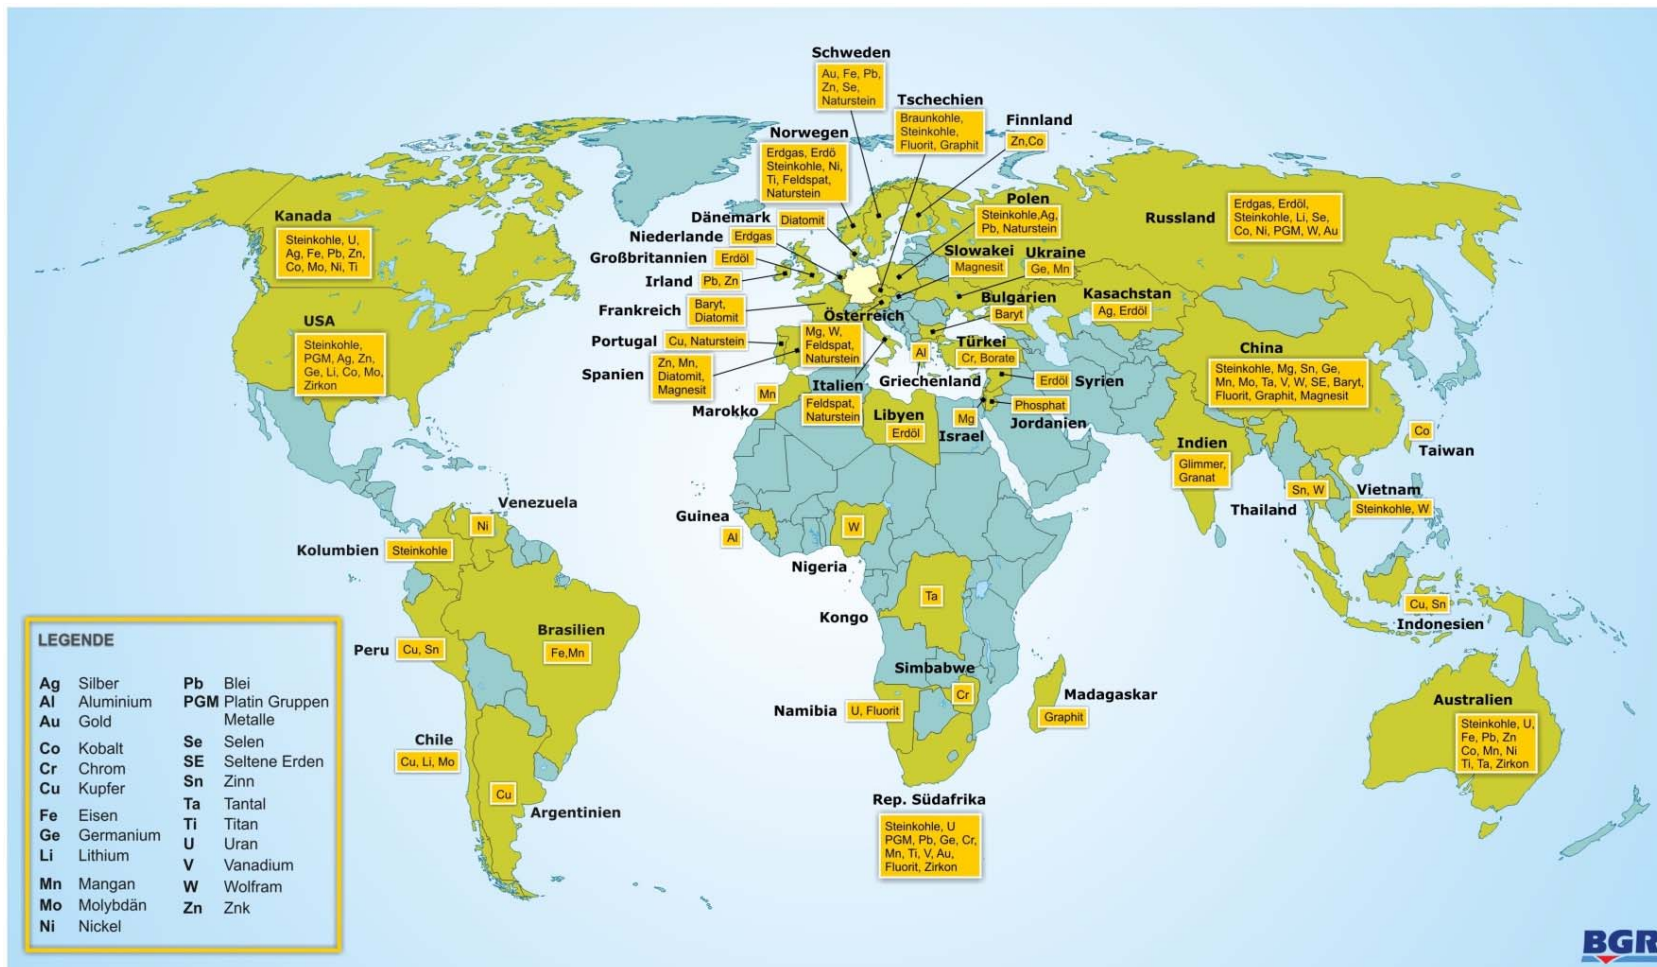 Schweden
Au, Fe, Pb,
Zn, Se,
Naturstein
Tschechien
Braunkohle,
Steinkohle,
Fluorit, Graphit
Finnland
Zn,Co
Norwegen
Erdgas, Erdö
Steinkohle, Ni,
Ti, Feldspat,
Naturstein
Dänemark
Diatomit
Niederlande
Erdgas
Großbritannien
Erdöl
Irland
Pb, Zn
Frankreich
Baryt,
Diatomit
Portugal
Cu, Naturstein
Spanien
Zn, Mn,
Diatomit,
Magnesit
Österreich
Mg, W,
Feldspat,
Naturstein
Italien
Feldspat,
Naturstein
Polen
Steinkohle,Ag,
Pb, Naturstein
Slowakei
Magnesit
Ukraine
Ge, Mn
Bulgarien
Baryt
Griechenland
Al
Türkei
Cr, Borate
Syrien
Erdöl
Jordanien
Phosphat
Israel
Mg
Libyen
Erdöl
Marokko
Mn
Kasachstan
Ag, Erdöl
Russland
Erdgas, Erdöl,
Steinkohle, Li, Se,
Co, Ni, PGM, W, Au
China
Steinkohle, Mg, Sn, Ge,
Mn, Mo, Ta, V, W, SE, Baryt,
Fluorit, Graphit, Magnesit
Taiwan
Co
Indien
Glimmer,
Granat
Thailand
Sn, W
Vietnam
Steinkohle, W
Indonesien
Cu, Sn
Australien
Steinkohle, U,
Fe, Pb, Zn
Co, Mn, Ni
Ti, Ta, Zirkon
Kanada
Steinkohle, U,
Ag, Fe, Pb, Zn,
Co, Mo, Ni, Ti
USA
Steinkohle,
PGM, Ag, Zn,
Ge, Li, Co, Mo,
Zirkon
Venezuela
Ni
Kolumbien
Steinkohle
Peru
Cu, Sn
Brasilien
Fe,Mn
Chile
Cu, Li, Mo
Argentinien
Cu
Guinea
Al
Nigeria
W
Kongo
Ta
Simbabwe
Cr
Namibia
U, Fluorit
Madagaskar
Graphit
Rep. Südafrika
Steinkohle, U
PGM, Pb, Ge, Cr,
Mn, Ti, V, Au,
Fluorit, Zirkon
LEGENDE
Ag Silber
Al Aluminium
Au Gold
Co Kobalt
Cr Chrom
Cu Kupfer
Fe Eisen
Ge Germanium
Li Lithium
Mn Mangan
Mo Molybdän
Ni Nickel
Pb Blei
PGM Platin Gruppen
Metalle
Se Selen
SE Seltene Erden
Sn Zinn
Ta Tantal
Ti Titan
U Uran
V Vanadium
W Wolfram
Zn Znk
BGR